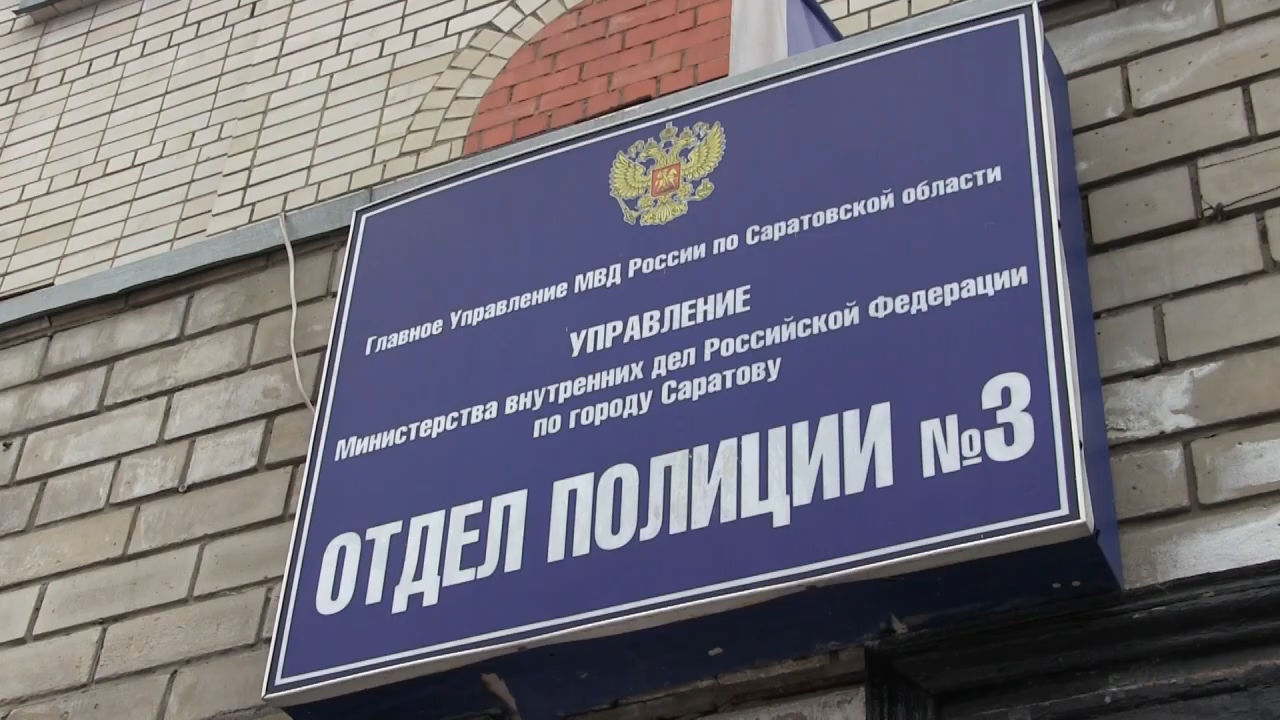 Главное Управление МВД России по Саратовской области
УПРАВЛЕНИЕ
Министерства внутренних дел Российской Федерации
по городу Саратову
ОТДЕЛ ПОЛИЦИИ №3